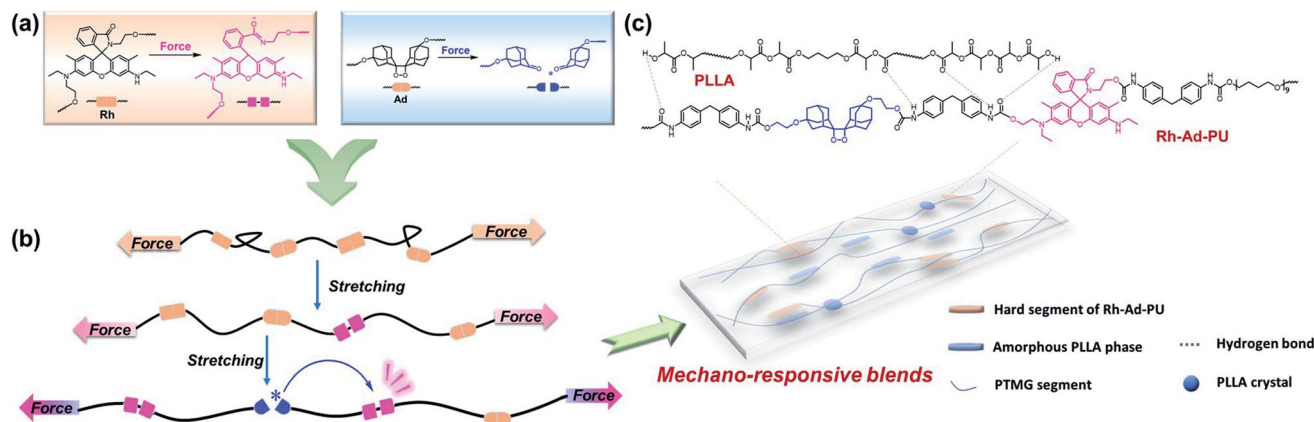 (a)
Force
Rh
Force
Ad
*
(b)
Force
Force
Stretching
Force
Force
Stretching
Force
*
Force
(c)
PLLA
Rh-Ad-PU
Hard segment of Rh-Ad-PU
Amorphous PLLA phase
Hydrogen bond
PTMG segment
PLLA crystal
Mechano-responsive blends